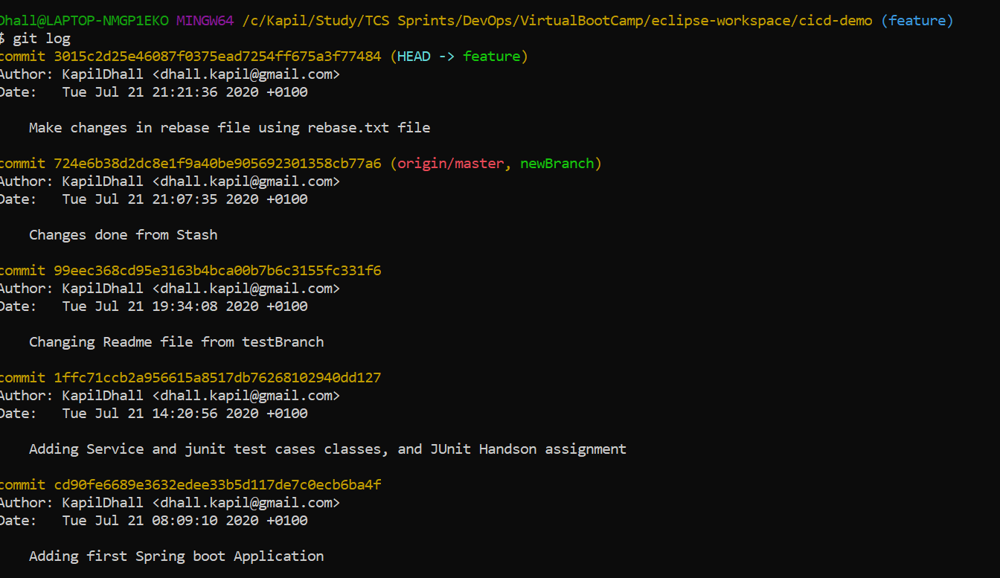 Dhall@LAPTOP-NMGP1EKO MINGW64 /c/Kapil/Study/TCS Sprints/DevOps/VirtualBootCamp/eclipse-workspace/cicd-demo (feature)
$ git log
commit 3015c2d25e46087f0375ead7254ff675a3f77484 (HEAD -> feature)
Author: KapilDhall <dhall.kapil@gmail.com>
Date:   Tue Jul 21 21:21:36 2020 +0100
    Make changes in rebase file using rebase.txt file
commit 724e6b38d2dc8e1f9a40be905692301358cb77a6 (origin/master, newBranch)
Author: KapilDhall <dhall.kapil@gmail.com>
Date:   Tue Jul 21 21:07:35 2020 +0100
    Changes done from Stash
commit 99eec368cd95e3163b4bca00b7b6c3155fc331f6
Author: KapilDhall <dhall.kapil@gmail.com>
Date:   Tue Jul 21 19:34:08 2020 +0100
    Changing Readme file from testBranch
commit 1ffc71ccb2a956615a8517db76268102940dd127
Author: KapilDhall <dhall.kapil@gmail.com>
Date:   Tue Jul 21 14:20:56 2020 +0100
    Adding Service and junit test cases classes, and JUnit Handson assignment
commit cd90fe6689e3632edee33b5d117de7c0ecb6ba4f
Author: KapilDhall <dhall.kapil@gmail.com>
Date:   Tue Jul 21 08:09:10 2020 +0100
    Adding first Spring boot Application